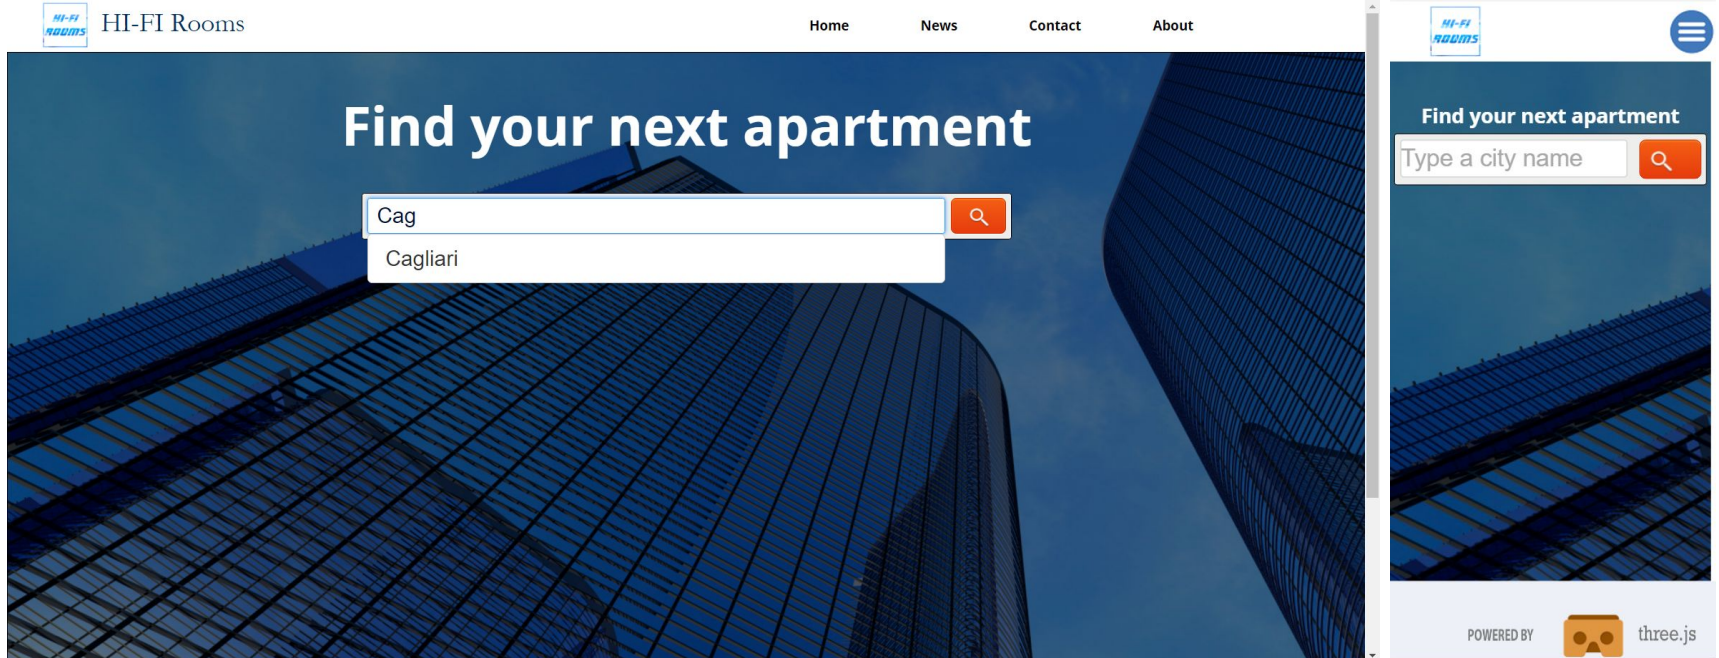 HI-FI
ROOMS
HI-FI Rooms
Home
News
Contact
About
Find your next apartment
Cag
Cagliari
HI-FI
ROOMS
Find your next apartment
Type a city name
POWERED BY
three.js